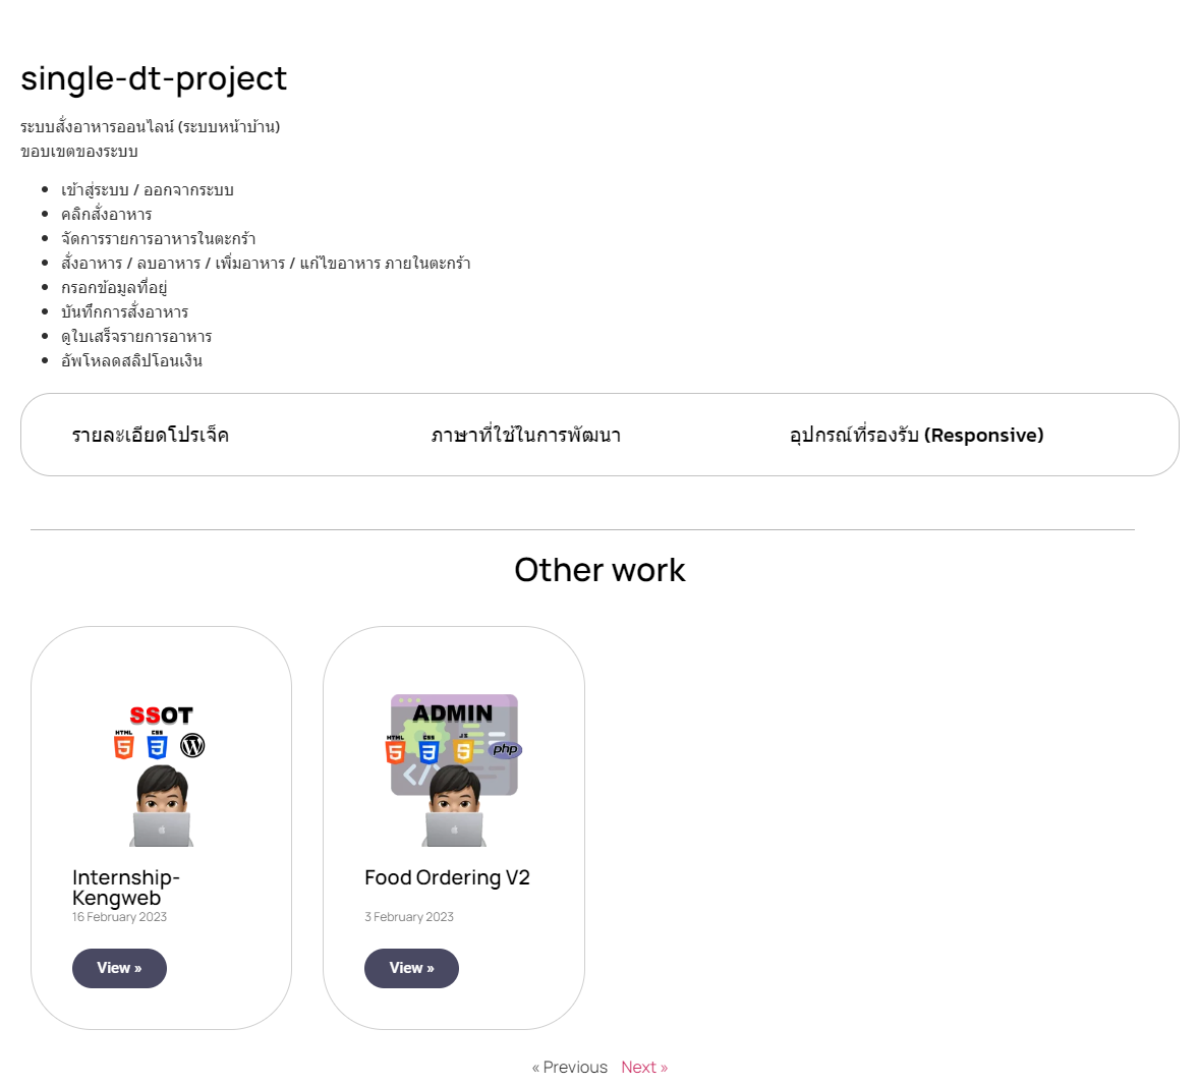 single-dt-project
ระบบสั่งอาหารออนไลน์ (ระบบหน้าบ้าน)
ขอบเขตของระบบ
เข้าสู่ระบบ / ออกจากระบบ
คลิกสั่งอาหาร
จัดการรายการอาหารในตะกร้า
สั่งอาหาร / ลบอาหาร / เพิ่มอาหาร / แก้ไขอาหาร ภายในตะกร้า
กรอกข้อมูลที่อยู่
บันทึกการสั่งอาหาร
ดูใบเสร็จรายการอาหาร
อัพโหลดสลิปโอนเงิน
รายละเอียดโปรเจ็ค
ภาษาที่ใช้ในการพัฒนา
อุปกรณ์ที่รองรับ (Responsive)
Other work
SSOT
HTML CSS
5 3 W
Internship-
Kengweb
16 February 2023
View »
ADMIN
HTML CSS JS
5 3 5 php
Food Ordering V2
3 February 2023
View »
« Previous Next »